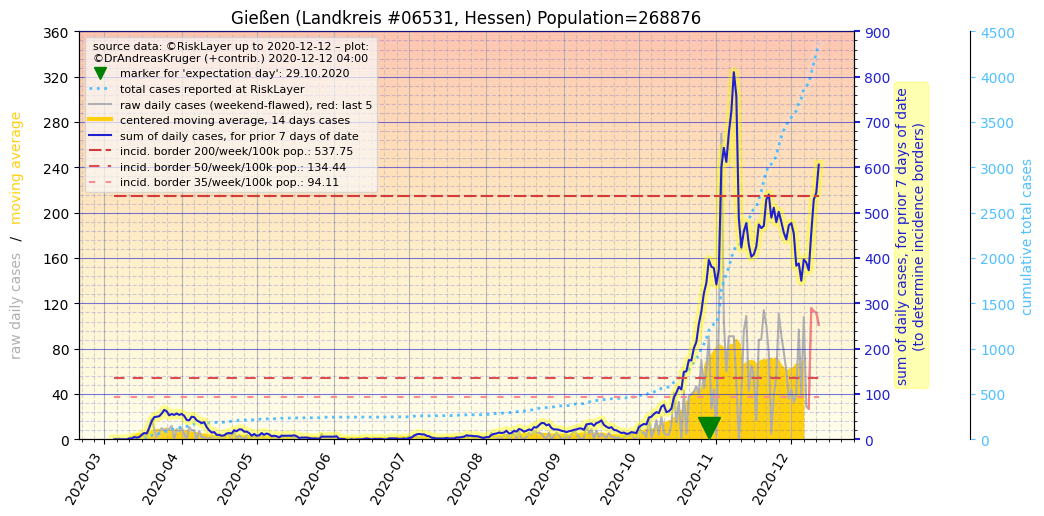 Gießen (Landkreis #06531, Hessen) Population=268876
source data: ©RiskLayer up to 2020-12-12 – plot:
©DrAndreasKruger (+contrib.) 2020-12-12 04:00
marker for 'expectation day': 29.10.2020
total cases reported at RiskLayer
raw daily cases (weekend-flawed), red: last 5
centered moving average, 14 days cases
sum of daily cases, for prior 7 days of date
incid. border 200/week/100k pop.: 537.75
incid. border 50/week/100k pop.: 134.44
incid. border 35/week/100k pop.: 94.11
raw daily cases / moving average
360
320
280
240
200
160
120
80
40
0
2020-03
2020-04
2020-05
2020-06
2020-07
2020-08
2020-09
2020-10
2020-11
2020-12
900
800
700
600
500
400
300
200
100
0
sum of daily cases, for prior 7 days of date
(to determine incidence borders)
4500
4000
3500
3000
2500
2000
1500
1000
500
0
cumulative total cases